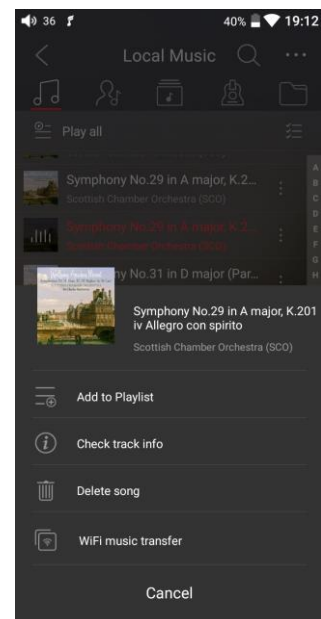 36
40% 19:12
Local Music
Play all
A
Symphony No.29 in A major, K.2...
B
Scottish Chamber Orchestra (SCO)
C
D
Symphony No.29 in A major, K.2...
E
Scottish Chamber Orchestra (SCO)
F
G
ny No.31 in D major (Par...
H
Symphony No.29 in A major, K.201
iv Allegro con spirito
Scottish Chamber Orchestra (SCO)
Add to Playlist
Check track info
Delete song
WiFi music transfer
Cancel